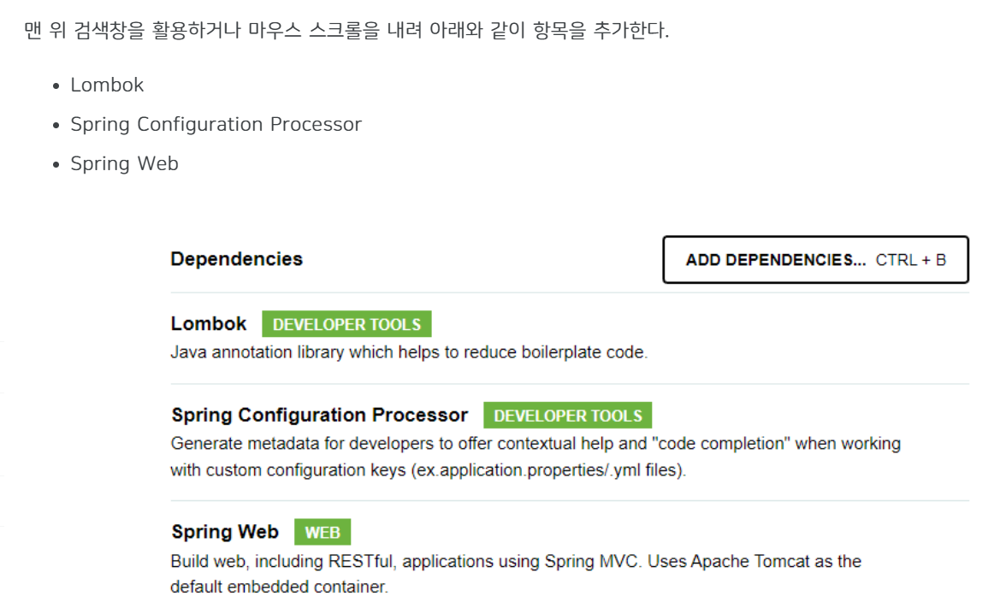 맨 위 검색창을 활용하거나 마우스 스크롤을 내려 아래와 같이 항목을 추가한다.
• Lombok
• Spring Configuration Processor
• Spring Web
Dependencies ADD DEPENDENCIES... CTRL + B
Lombok DEVELOPER TOOLS
Java annotation library which helps to reduce boilerplate code.
Spring Configuration Processor DEVELOPER TOOLS
Generate metadata for developers to offer contextual help and "code completion" when working
with custom configuration keys (ex.application.properties/.yml files).
Spring Web WEB
Build web, including RESTful, applications using Spring MVC. Uses Apache Tomcat as the
default embedded container.